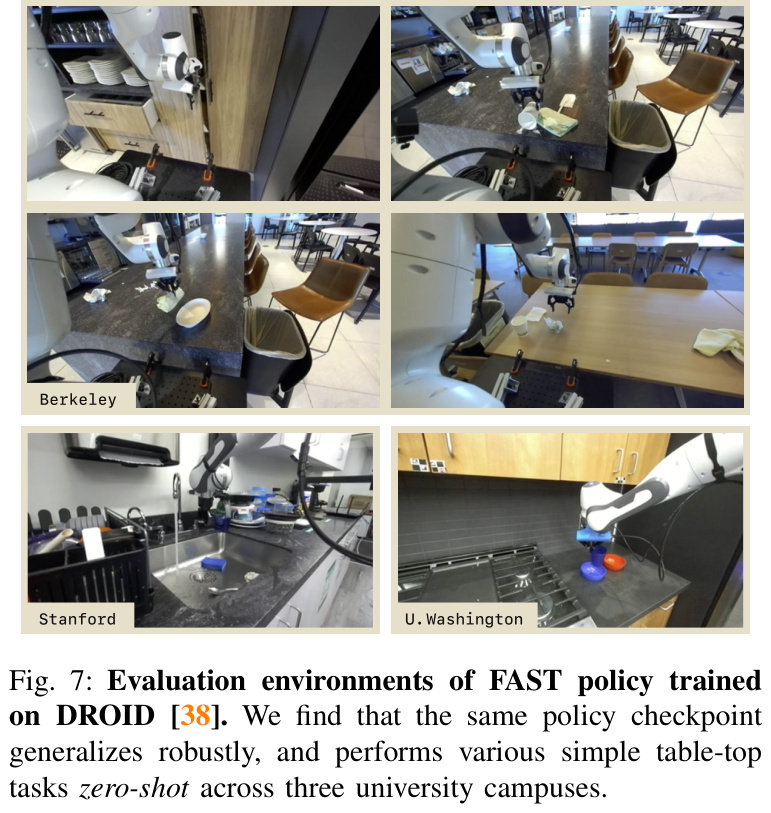 Berkeley
Stanford
U.Washington
Fig. 7: Evaluation environments of FAST policy trained
on DROID [38]. We find that the same policy checkpoint
generalizes robustly, and performs various simple table-top
tasks zero-shot across three university campuses.